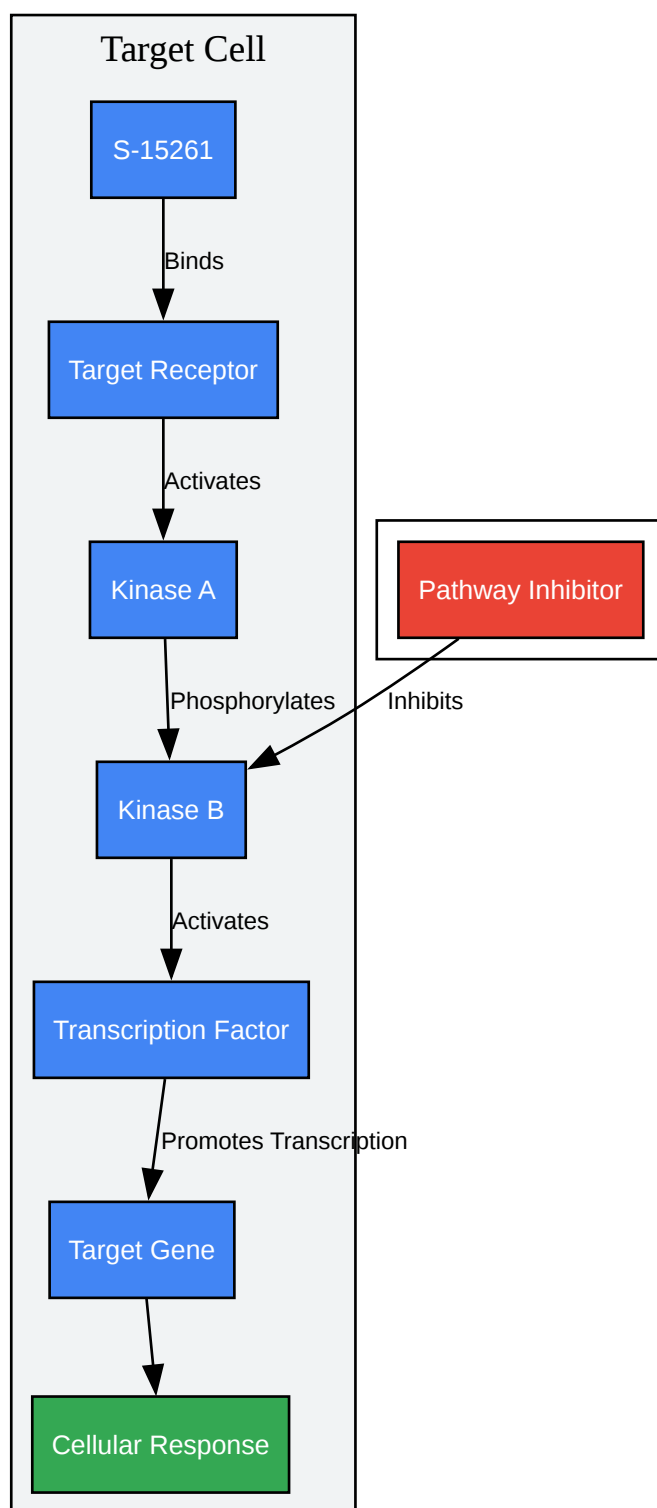 Target Cell
S-15261
Binds
Target Receptor
Activates
Kinase A
Pathway Inhibitor
Phosphorylates
Inhibits
Kinase B
Activates
Transcription Factor
Promotes Transcription
Target Gene
Cellular Response